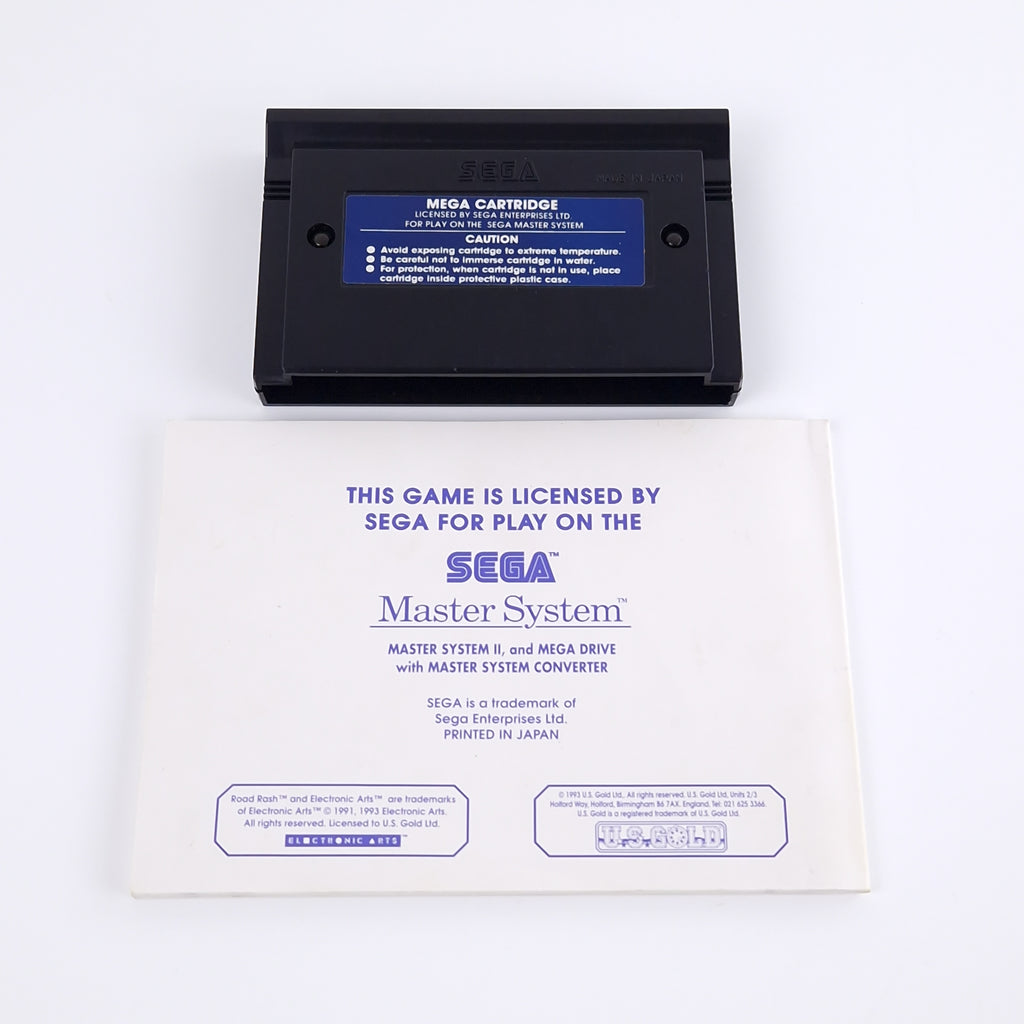 SEGA
MADE IN JAPAN
MEGA CARTRIDGE
LICENSED BY SEGA ENTERPRISES LTD
FOR PLAY ON THE SEGA MASTER SYSTEM
CAUTION
● Avoid exposing cartridge to extreme temperature.
● Be careful not to immerse cartridge in water.
● For protection, when cartridge is not in use, place
cartridge inside protective plastic case.
THIS GAME IS LICENSED BY
SEGA FOR PLAY ON THE
SEGA™
Master System™
MASTER SYSTEM II, and MEGA DRIVE
with MASTER SYSTEM CONVERTER
SEGA is a trademark of
Sega Enterprises Ltd.
PRINTED IN JAPAN
Road Rash™ and Electronic Arts™ are trademarks
of Electronic Arts™ © 1991, 1993 Electronic Arts.
All rights reserved. Licensed to U.S. Gold Ltd.
ELECTRONIC ARTS™
© 1993 U.S. Gold Ltd., All rights reserved. U.S. Gold Ltd, Units 2/3
Holford Way, Holford, Birmingham B6 7AX. England. Tel: 021 625 3366.
U.S. Gold is a registered trademark of U.S. Gold Ltd.
U.S. GOLD